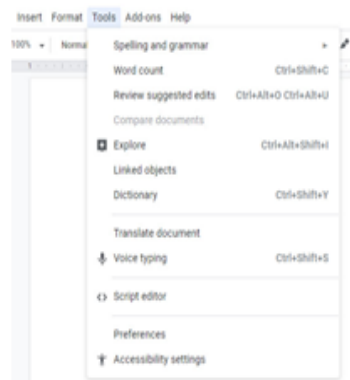 Insert Format Tools Add-ons Help
100% Normal
Spelling and grammar
Word count Ctrl+Shift+C
Review suggested edits Ctrl+Alt+O Ctrl+Alt+U
Compare documents
Explore Ctrl+Alt+Shift+I
Linked objects
Dictionary Ctrl+Shift+Y
Translate document
Voice typing Ctrl+Shift+S
Script editor
Preferences
Accessibility settings